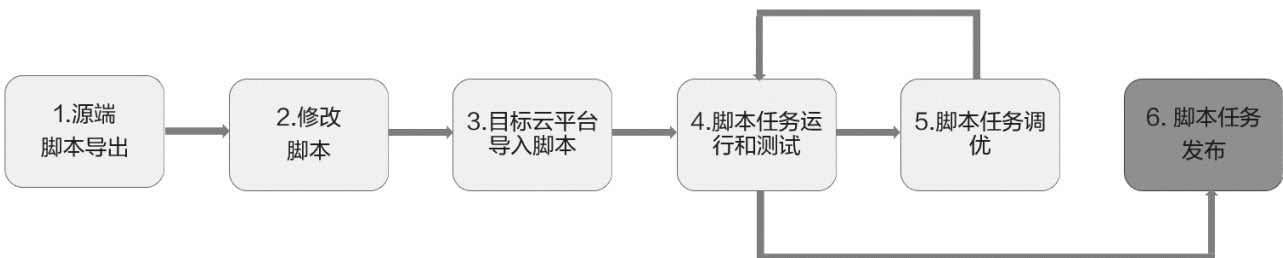 1.源端
脚本导出
2.修改
脚本
3.目标云平台
导入脚本
4.脚本任务运
行和测试
5.脚本任务调
优
6. 脚本任务
发布